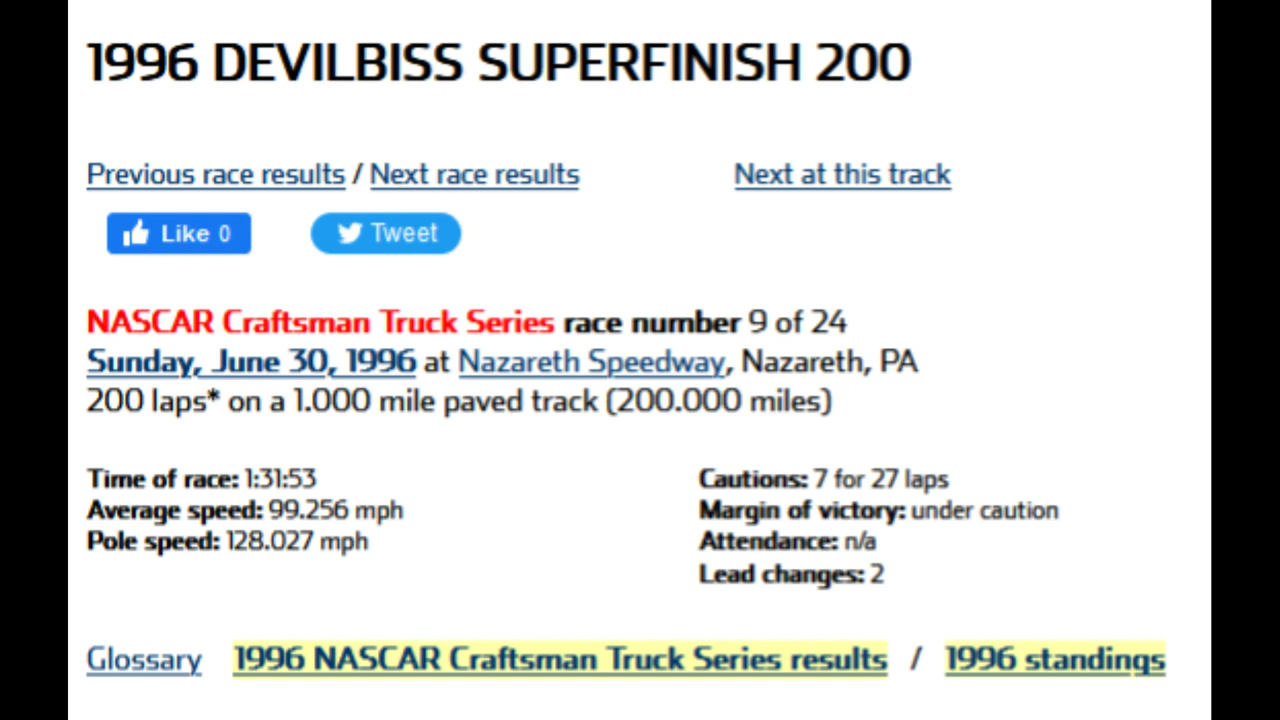 1996 DEVILBISS SUPERFINISH 200
Previous race results / Next race results Next at this track
Like 0 Tweet
NASCAR Craftsman Truck Series race number 9 of 24
Sunday, June 30, 1996 at Nazareth Speedway, Nazareth, PA
200 laps* on a 1.000 mile paved track (200.000 miles)
Time of race: 1:31:53
Average speed: 99.256 mph
Pole speed: 128.027 mph
Cautions: 7 for 27 laps
Margin of victory: under caution
Attendance: n/a
Lead changes: 2
Glossary 1996 NASCAR Craftsman Truck Series results / 1996 standings